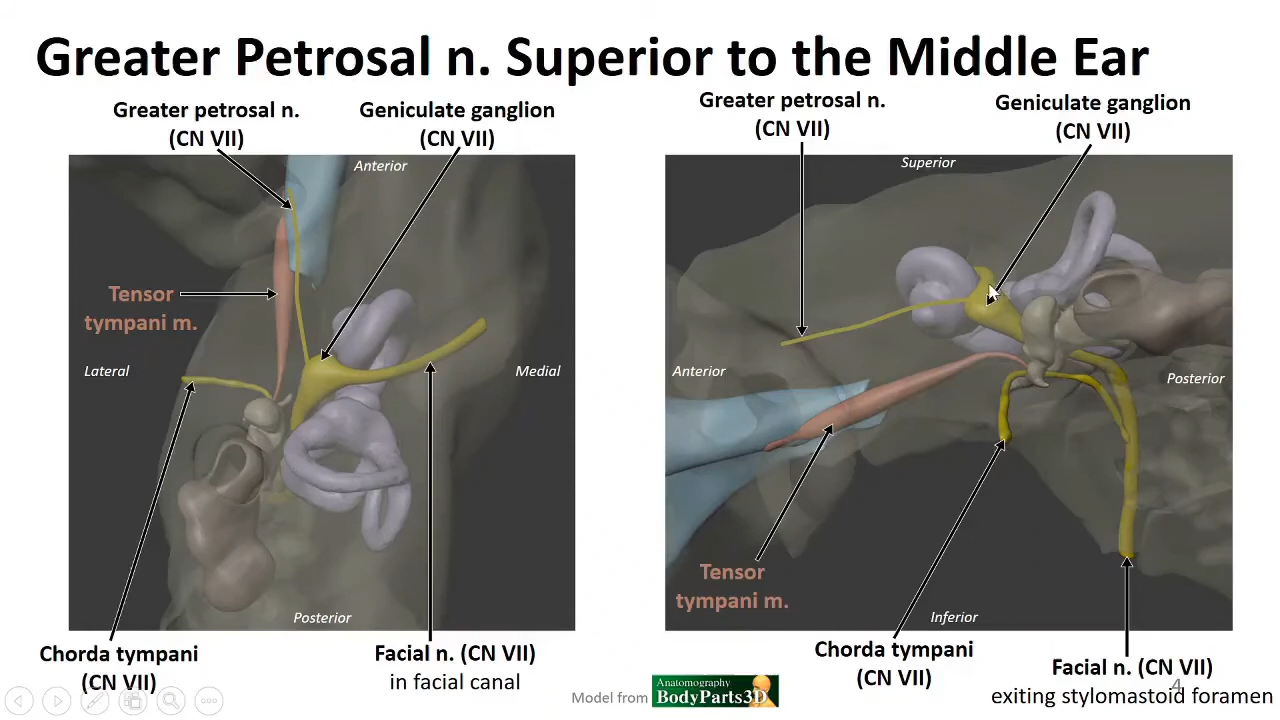 Greater Petrosal n. Superior to the Middle Ear
Greater petrosal n.
(CN VII)
Geniculate ganglion
(CN VII)
Anterior
Tensor
tympani m.
Lateral
Medial
Posterior
Chorda tympani
(CN VII)
Facial n. (CN VII)
in facial canal
Greater petrosal n.
(CN VII)
Geniculate ganglion
(CN VII)
Superior
Anterior
Posterior
Tensor
tympani m.
Inferior
Chorda tympani
(CN VII)
Facial n. (CN VII)
exiting stylomastoid foramen
4
Model from
Anatomography
BodyParts3D